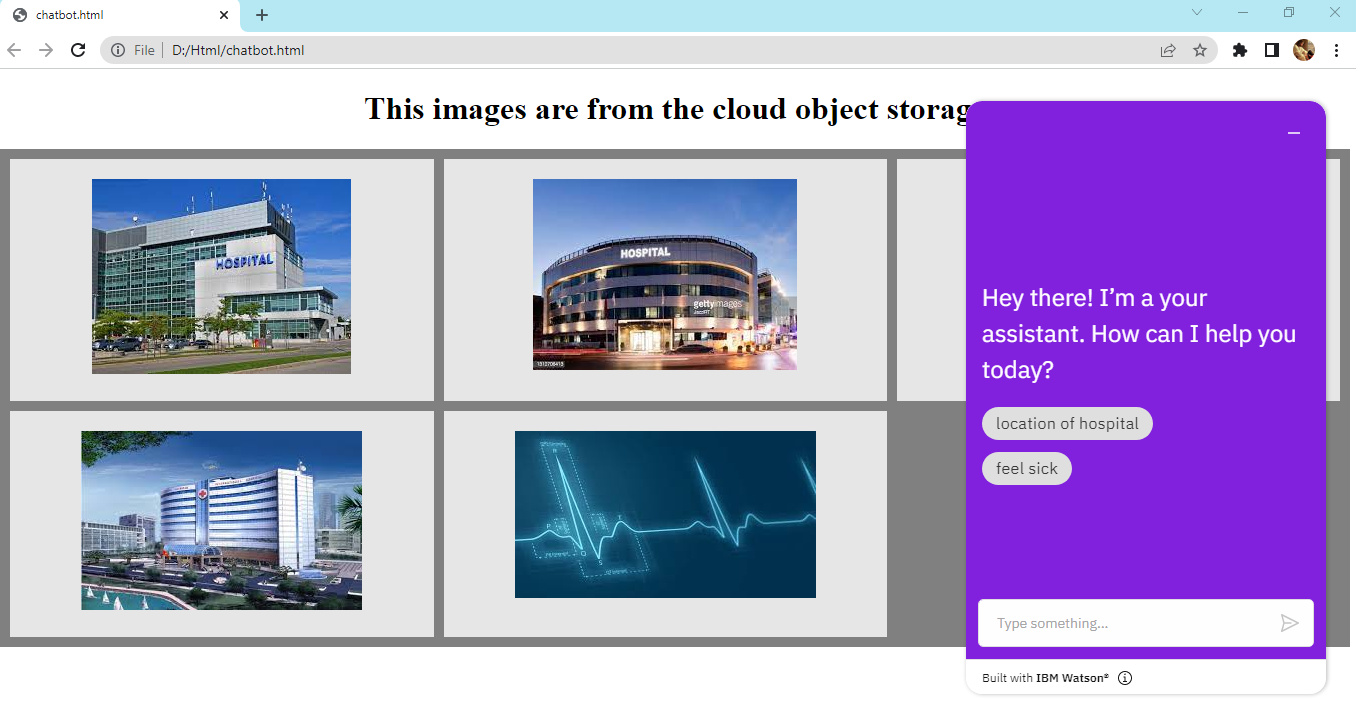 chatbot.html
File
D:/Html/chatbot.html
This images are from the cloud object storag
HOSPITAL
HOSPITAL
gettyimages
Hey there! I’m a your
assistant. How can I help you
today?
location of hospital
feel sick
P
R
Q
S
T
Type something...
Built with IBM Watson®